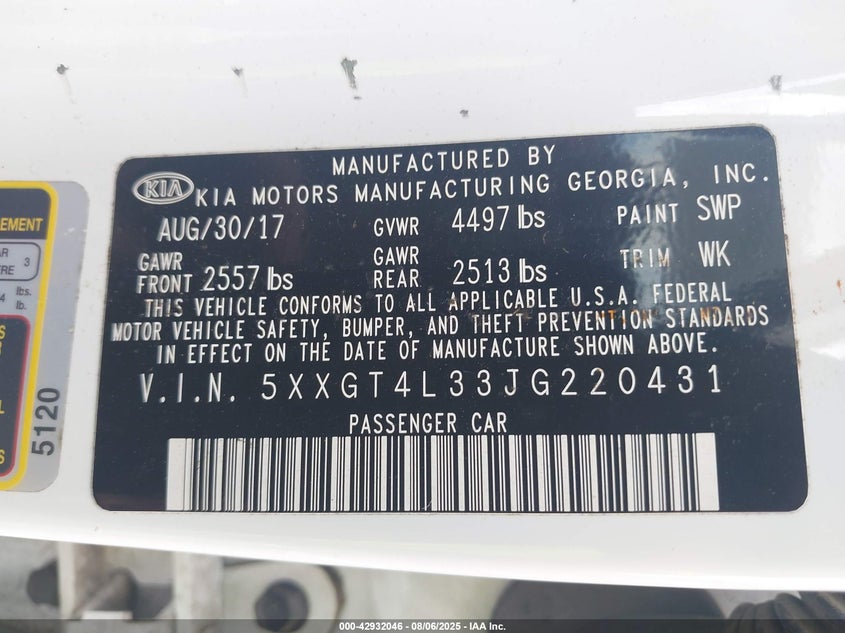 MANUFACTURED BY
KIA KIA MOTORS MANUFACTURING GEORGIA, INC.
AUG/30/17 GVWR 4497 lbs PAINT SWP
GAWR FRONT 2557 lbs GAWR REAR 2513 lbs TRIM WK
THIS VEHICLE CONFORMS TO ALL APPLICABLE U.S.A. FEDERAL
MOTOR VEHICLE SAFETY, BUMPER, AND THEFT PREVENTION STANDARDS
IN EFFECT ON THE DATE OF MANUFACTURE SHOWN ABOVE.
V.I.N. 5XXGT4L33JG220431
PASSENGER CAR
3
lbs.
lb.
5120
000-42932046 - 08/06/2025 - IAA Inc.